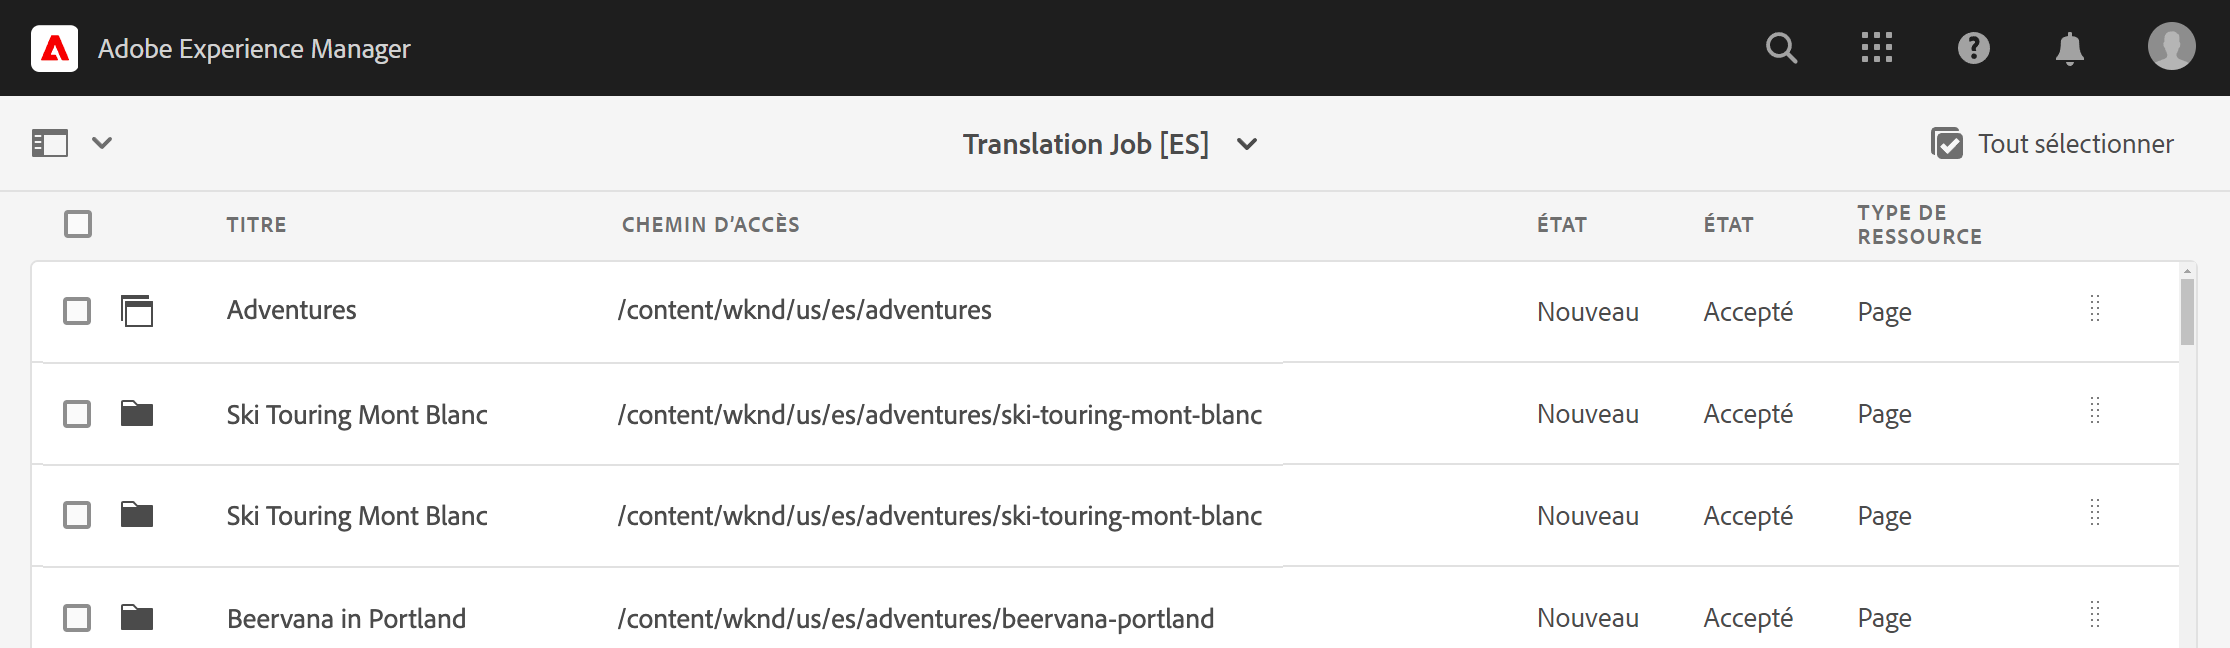 Adobe Experience Manager
Translation Job [ES]
Tout sélectionner
TITRE CHEMIN D'ACCÈS ÉTAT ÉTAT TYPE DE RESSOURCE
Adventures /content/wknd/us/es/adventures Nouveau Accepté Page
Ski Touring Mont Blanc /content/wknd/us/es/adventures/ski-touring-mont-blanc Nouveau Accepté Page
Ski Touring Mont Blanc /content/wknd/us/es/adventures/ski-touring-mont-blanc Nouveau Accepté Page
Beervana in Portland /content/wknd/us/es/adventures/beervana-portland Nouveau Accepté Page